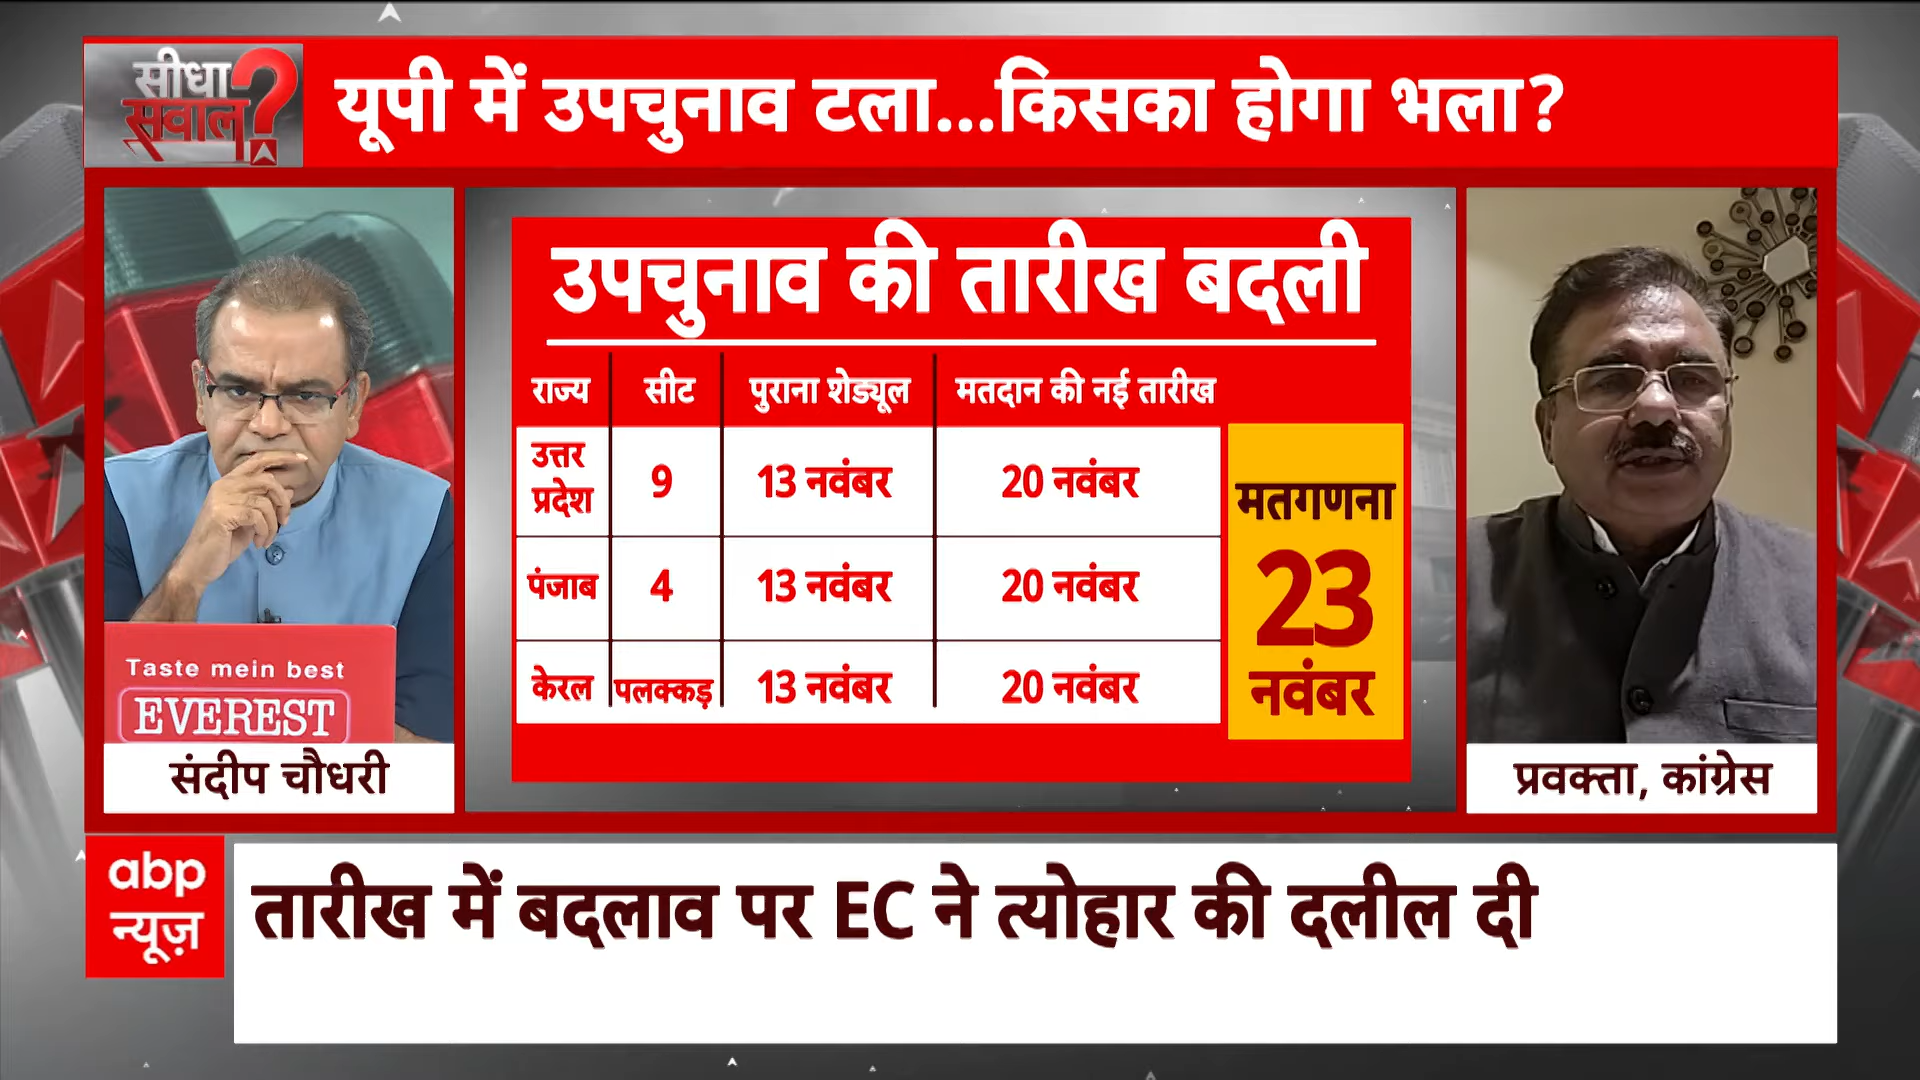 सीधा
सवाल?
यूपी में उपचुनाव टला...किसका होगा भला?
उपचुनाव की तारीख बदली
राज्य सीट पुराना शेड्यूल मतदान की नई तारीख
उत्तर
प्रदेश 9 13 नवंबर 20 नवंबर
पंजाब 4 13 नवंबर 20 नवंबर
केरल पलक्कड़ 13 नवंबर 20 नवंबर
मतगणना
23
नवंबर
Taste mein best
EVEREST
संदीप चौधरी
प्रवक्ता, कांग्रेस
abp
न्यूज़
तारीख में बदलाव पर EC ने त्योहार की दलील दी